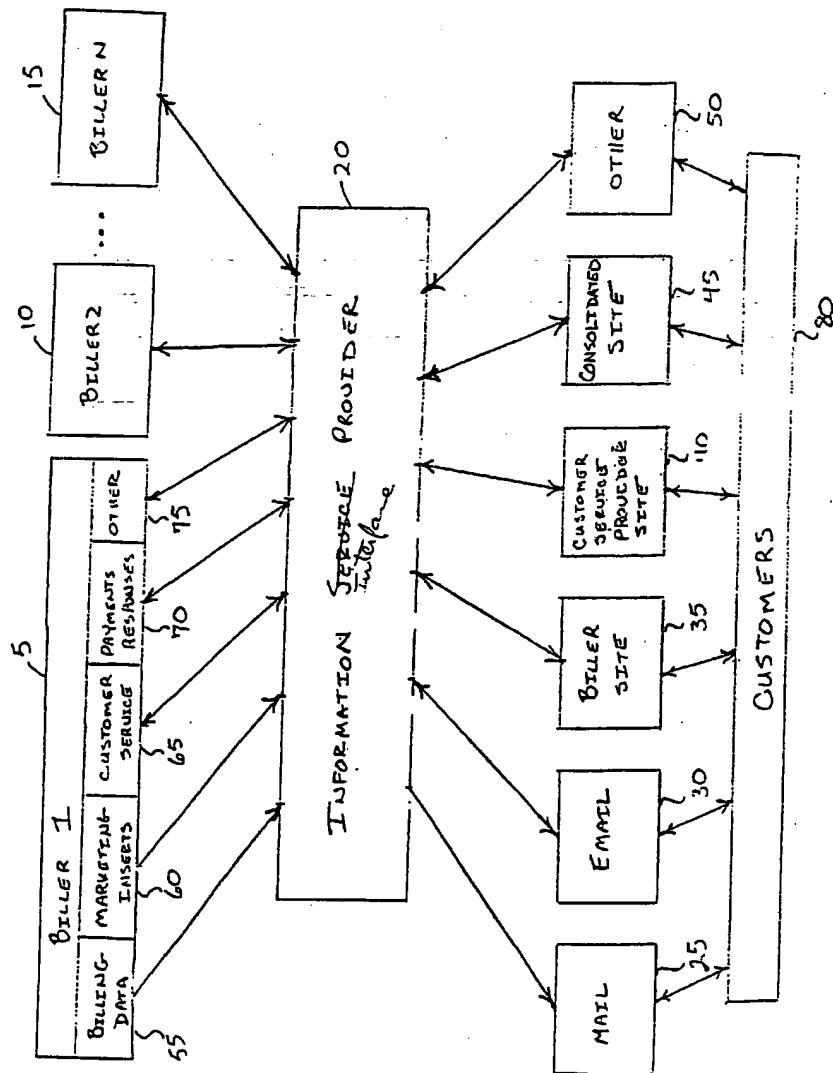 5
BILLER 1
BILLING DATA
MARKETING INSERTS
CUSTOMER SERVICE
PAYMENTS RESPONSES
OTHER
55
60
65
70
75
10
BILLER 2
...
15
BILLER N
20
INFORMATION SERVICE PROVIDER
interface
MAIL
25
EMAIL
30
BILLER SITE
35
CUSTOMER SERVICE PROVIDER SITE
40
CONSOLIDATED SITE
45
OTHER
50
CUSTOMERS
80